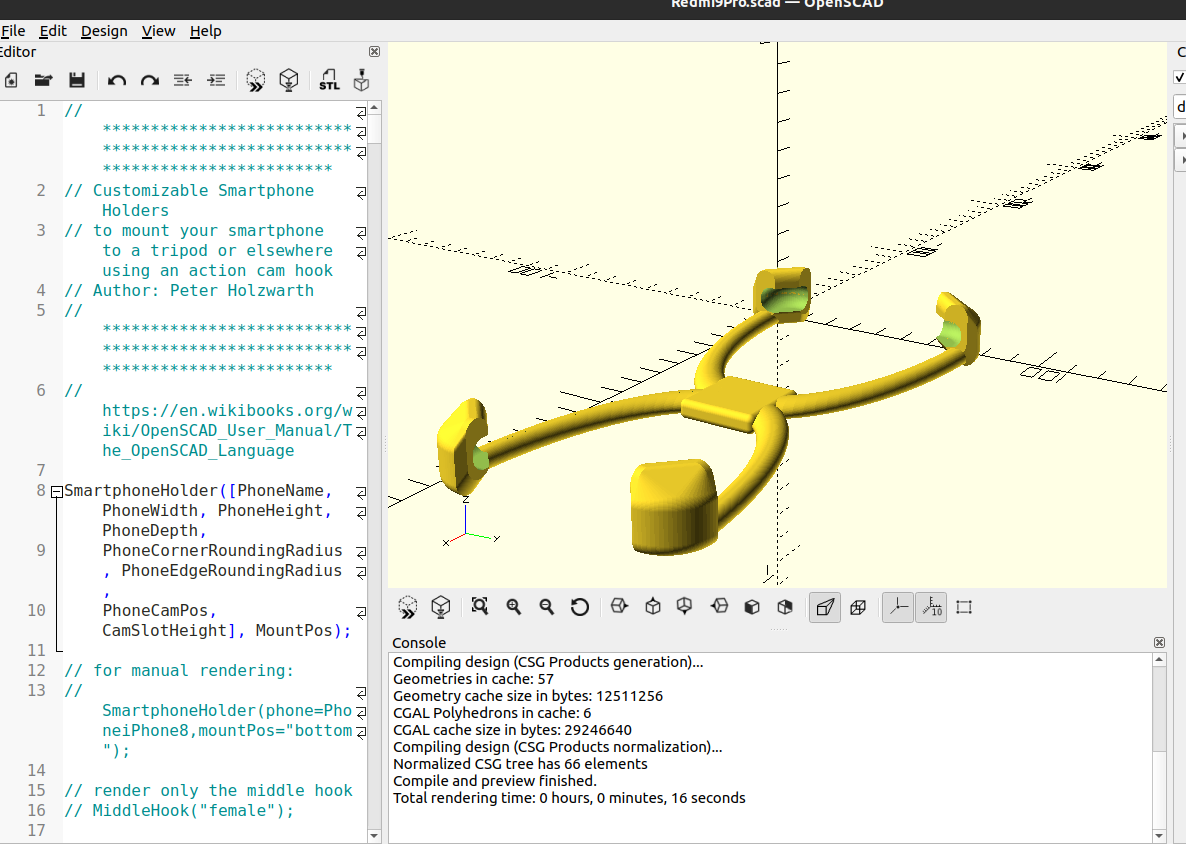 Redmi9Pro.scad — OpenSCAD
File Edit Design View Help
Editor
STL
1 //
**************************
**************************
************************
2 // Customizable Smartphone
Holders
3 // to mount your smartphone
to a tripod or elsewhere
using an action cam hook
4 // Author: Peter Holzwarth
5 //
**************************
**************************
************************
6 //
https://en.wikibooks.org/w
iki/OpenSCAD_User_Manual/T
he_OpenSCAD_Language
7
8 SmartphoneHolder([PhoneName,
PhoneWidth, PhoneHeight,
PhoneDepth,
9 PhoneCornerRoundingRadius
, PhoneEdgeRoundingRadius
,
10 PhoneCamPos,
CamSlotHeight], MountPos);
11
12 // for manual rendering:
13 //
SmartphoneHolder(phone=Pho
neiPhone8,mountPos="bottom
");
14
15 // render only the middle hook
16 // MiddleHook("female");
17
z
x
y
10
Console
Compiling design (CSG Products generation)...
Geometries in cache: 57
Geometry cache size in bytes: 12511256
CGAL Polyhedrons in cache: 6
CGAL cache size in bytes: 29246640
Compiling design (CSG Products normalization)...
Normalized CSG tree has 66 elements
Compile and preview finished.
Total rendering time: 0 hours, 0 minutes, 16 seconds
C
d